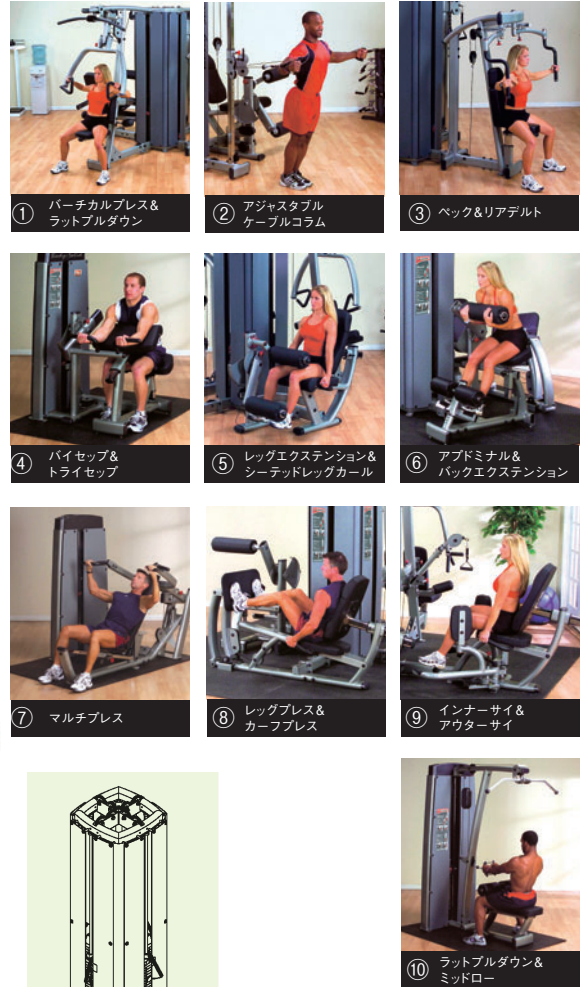 ① バーチカルプレス&
ラットプルダウン
② アジャスタブル
ケーブルコラム
③ ペック&リアデルト
④ バイセップ&
トライセップ
⑤ レッグエクステンション&
シーテッドレッグカール
⑥ アブドミナル&
バックエクステンション
⑦ マルチプレス
⑧ レッグプレス&
カーフプレス
⑨ インナーサイ&
アウターサイ
⑩ ラットプルダウン&
ミッドロー